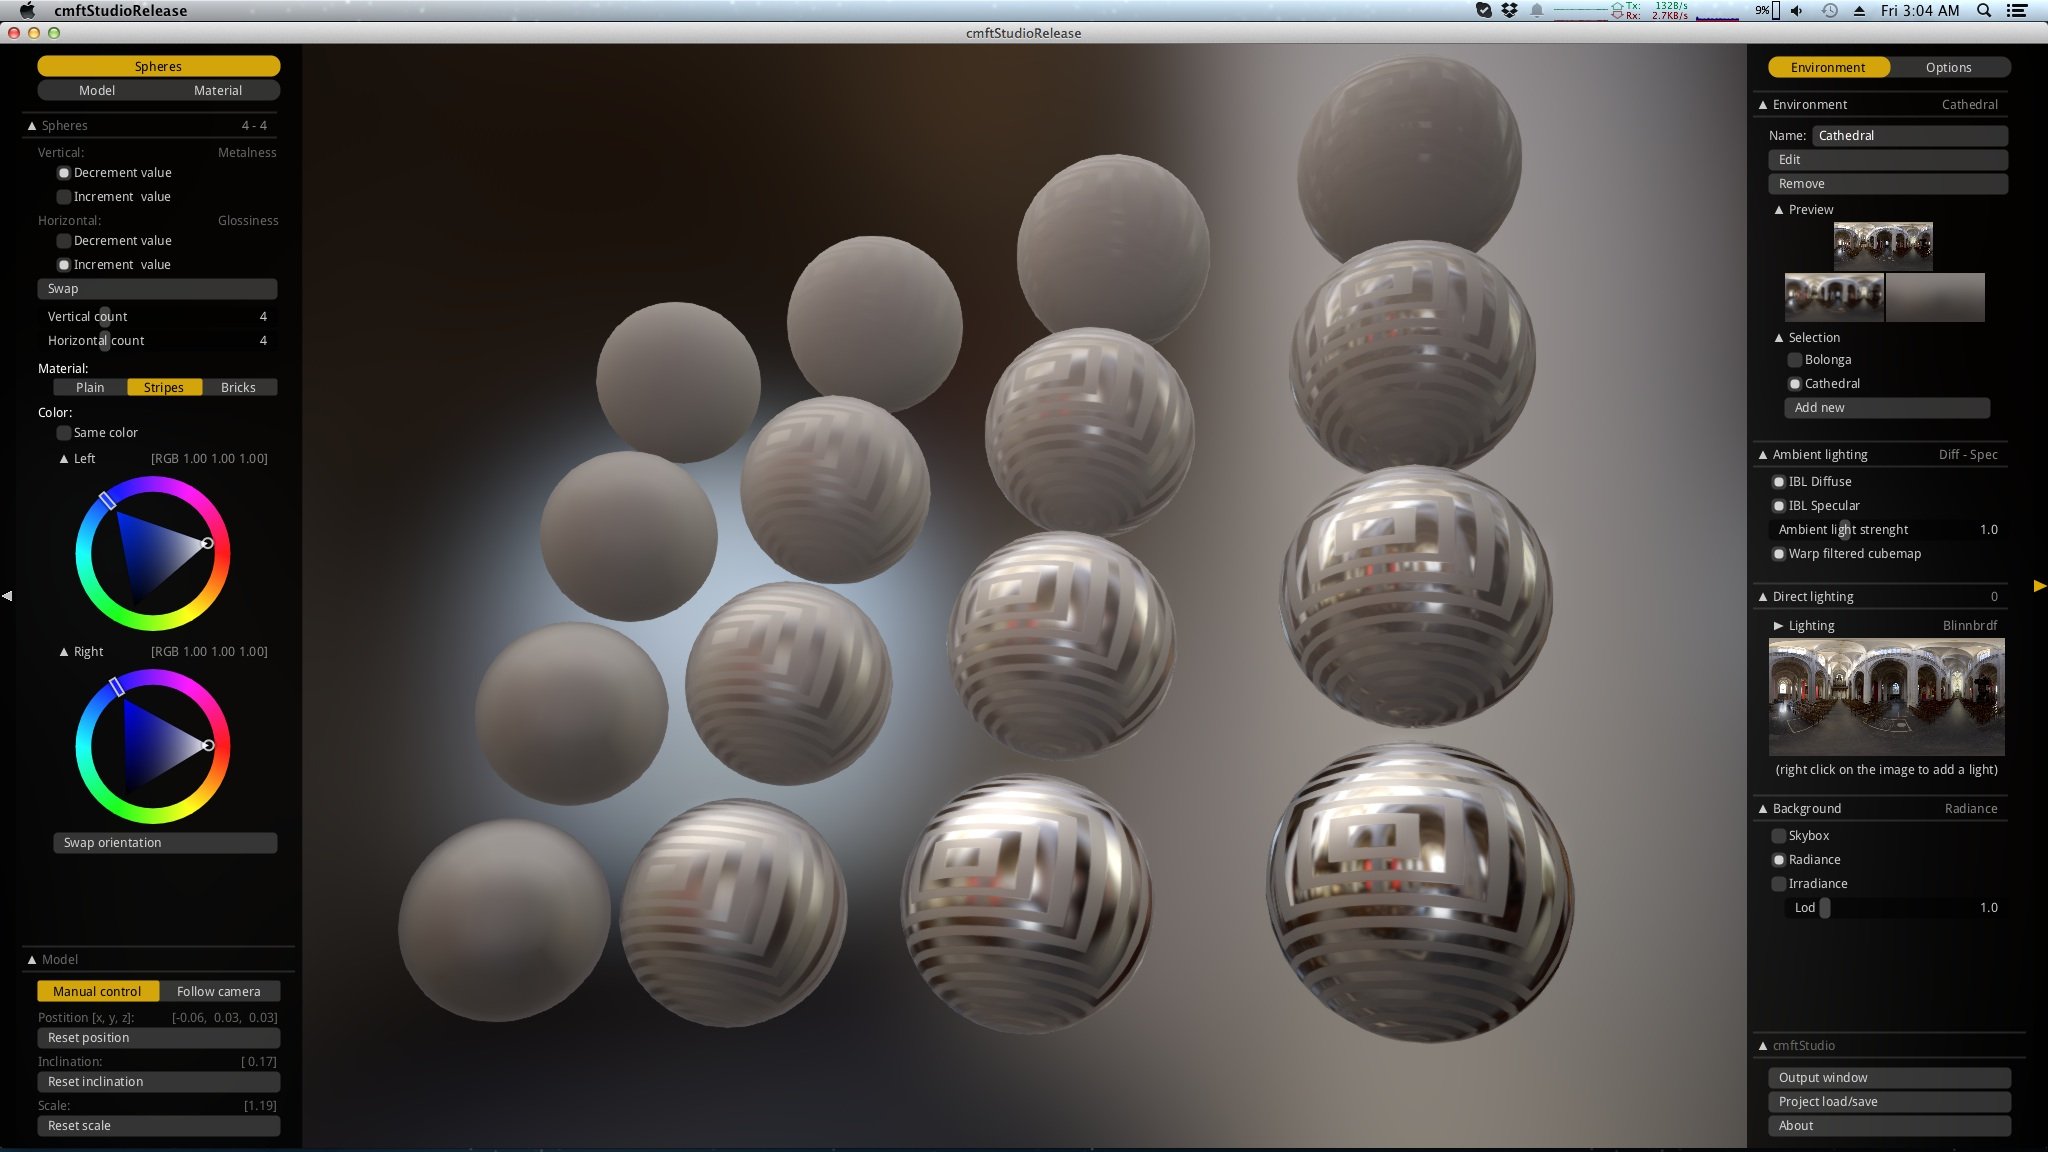 cmftStudioRelease
Tx: 132B/s
Rx: 2.7KB/s
9%
Fri 3:04 AM
cmftStudioRelease
Spheres
Model Material
Spheres 4 - 4
Vertical: Metalness
Decrement value
Increment value
Horizontal: Glossiness
Decrement value
Increment value
Swap
Vertical count 4
Horizontal count 4
Material:
Plain Stripes Bricks
Color:
Same color
Left [RGB 1.00 1.00 1.00]
Right [RGB 1.00 1.00 1.00]
Swap orientation
Model
Manual control Follow camera
Postition [x, y, z]: [-0.06, 0.03, 0.03]
Reset position
Inclination: [ 0.17]
Reset inclination
Scale: [1.19]
Reset scale
Environment Options
Environment Cathedral
Name: Cathedral
Edit
Remove
Preview
Selection
Bolonga
Cathedral
Add new
Ambient lighting Diff - Spec
IBL Diffuse
IBL Specular
Ambient light strenght 1.0
Warp filtered cubemap
Direct lighting 0
Lighting Blinnbrdf
(right click on the image to add a light)
Background Radiance
Skybox
Radiance
Irradiance
Lod 1.0
cmftStudio
Output window
Project load/save
About